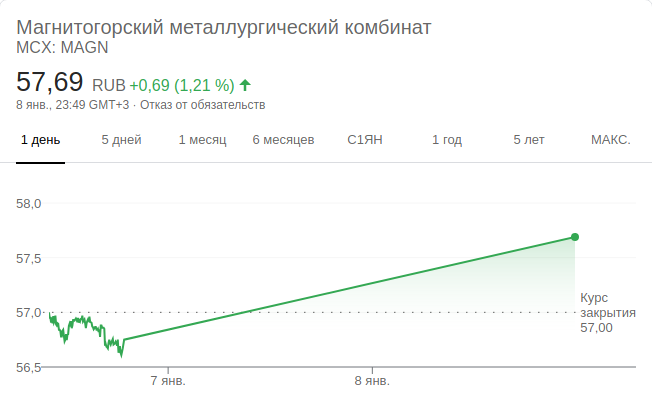 Магнитогорский металлургический комбинат
MCX: MAGN
57,69 RUB +0,69 (1,21 %)
8 янв., 23:49 GMT+3 · Отказ от обязательств
1 день 5 дней 1 месяц 6 месяцев С1ЯН 1 год 5 лет МАКС.
58,0
57,5
57,0
56,5
Курс
закрытия
57,00
7 янв. 8 янв.